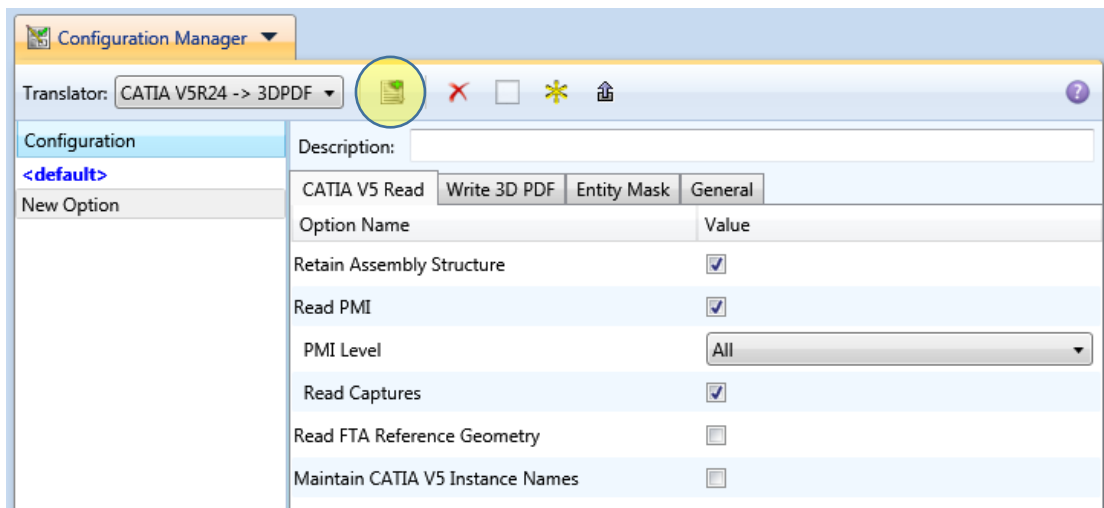 Configuration Manager
Translator: CATIA V5R24 -> 3DPDF
?
Configuration
<default>
New Option
Description:
CATIA V5 Read Write 3D PDF Entity Mask General
Option Name Value
Retain Assembly Structure
Read PMI
PMI Level All
Read Captures
Read FTA Reference Geometry
Maintain CATIA V5 Instance Names